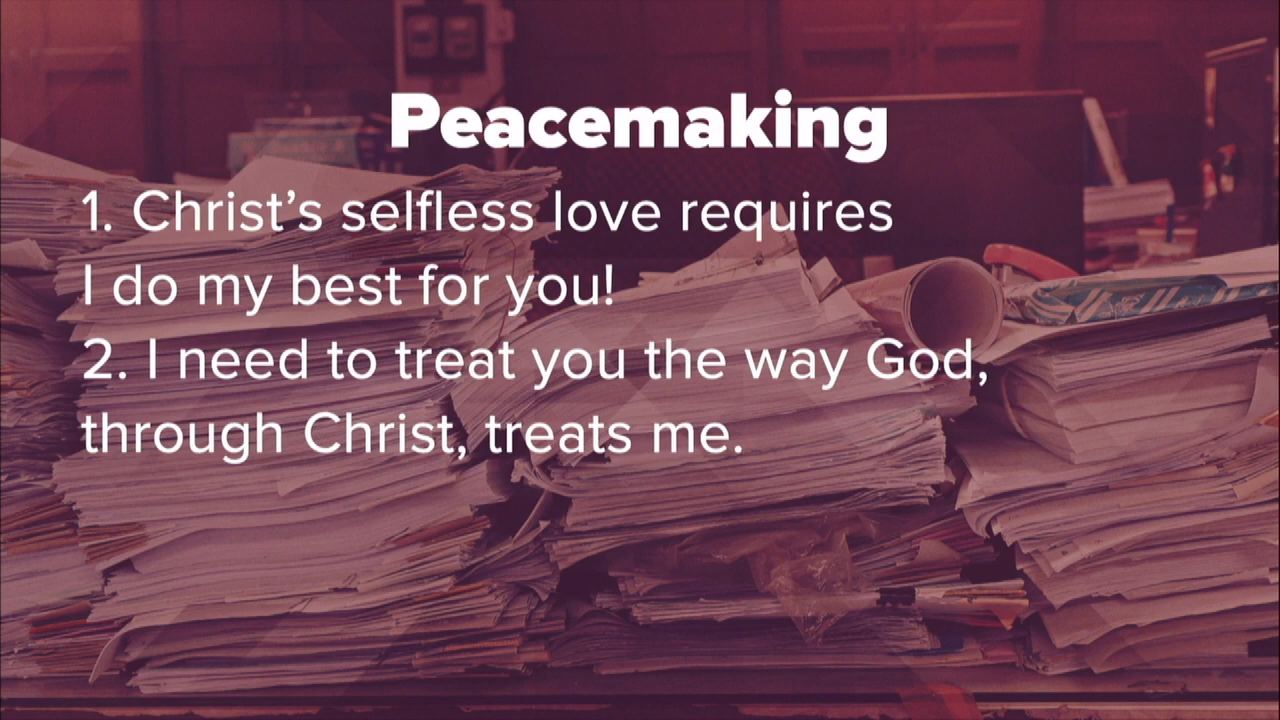 Peacemaking
1. Christ’s selfless love requires
I do my best for you!
2. I need to treat you the way God,
through Christ, treats me.